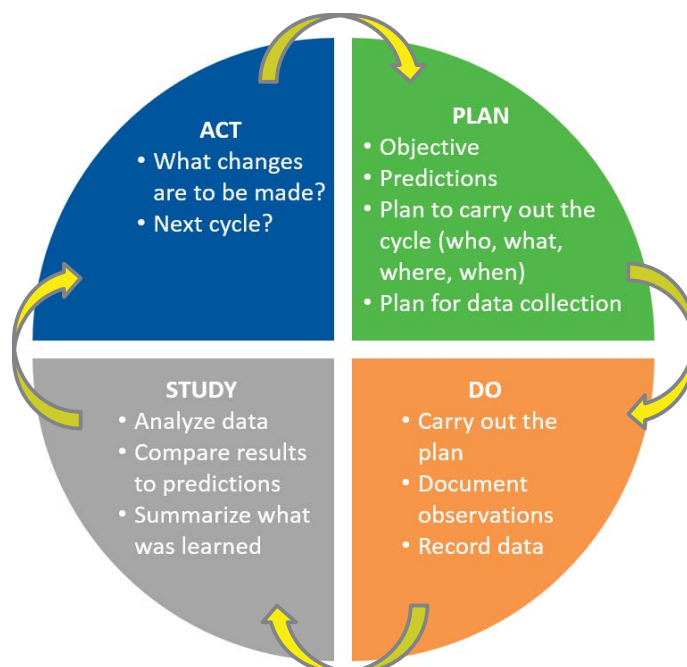 ACT
• What changes
are to be made?
• Next cycle?
PLAN
• Objective
• Predictions
• Plan to carry out the
cycle (who, what,
where, when)
• Plan for data collection
STUDY
• Analyze data
• Compare results
to predictions
• Summarize what
was learned
DO
• Carry out the
plan
• Document
observations
• Record data